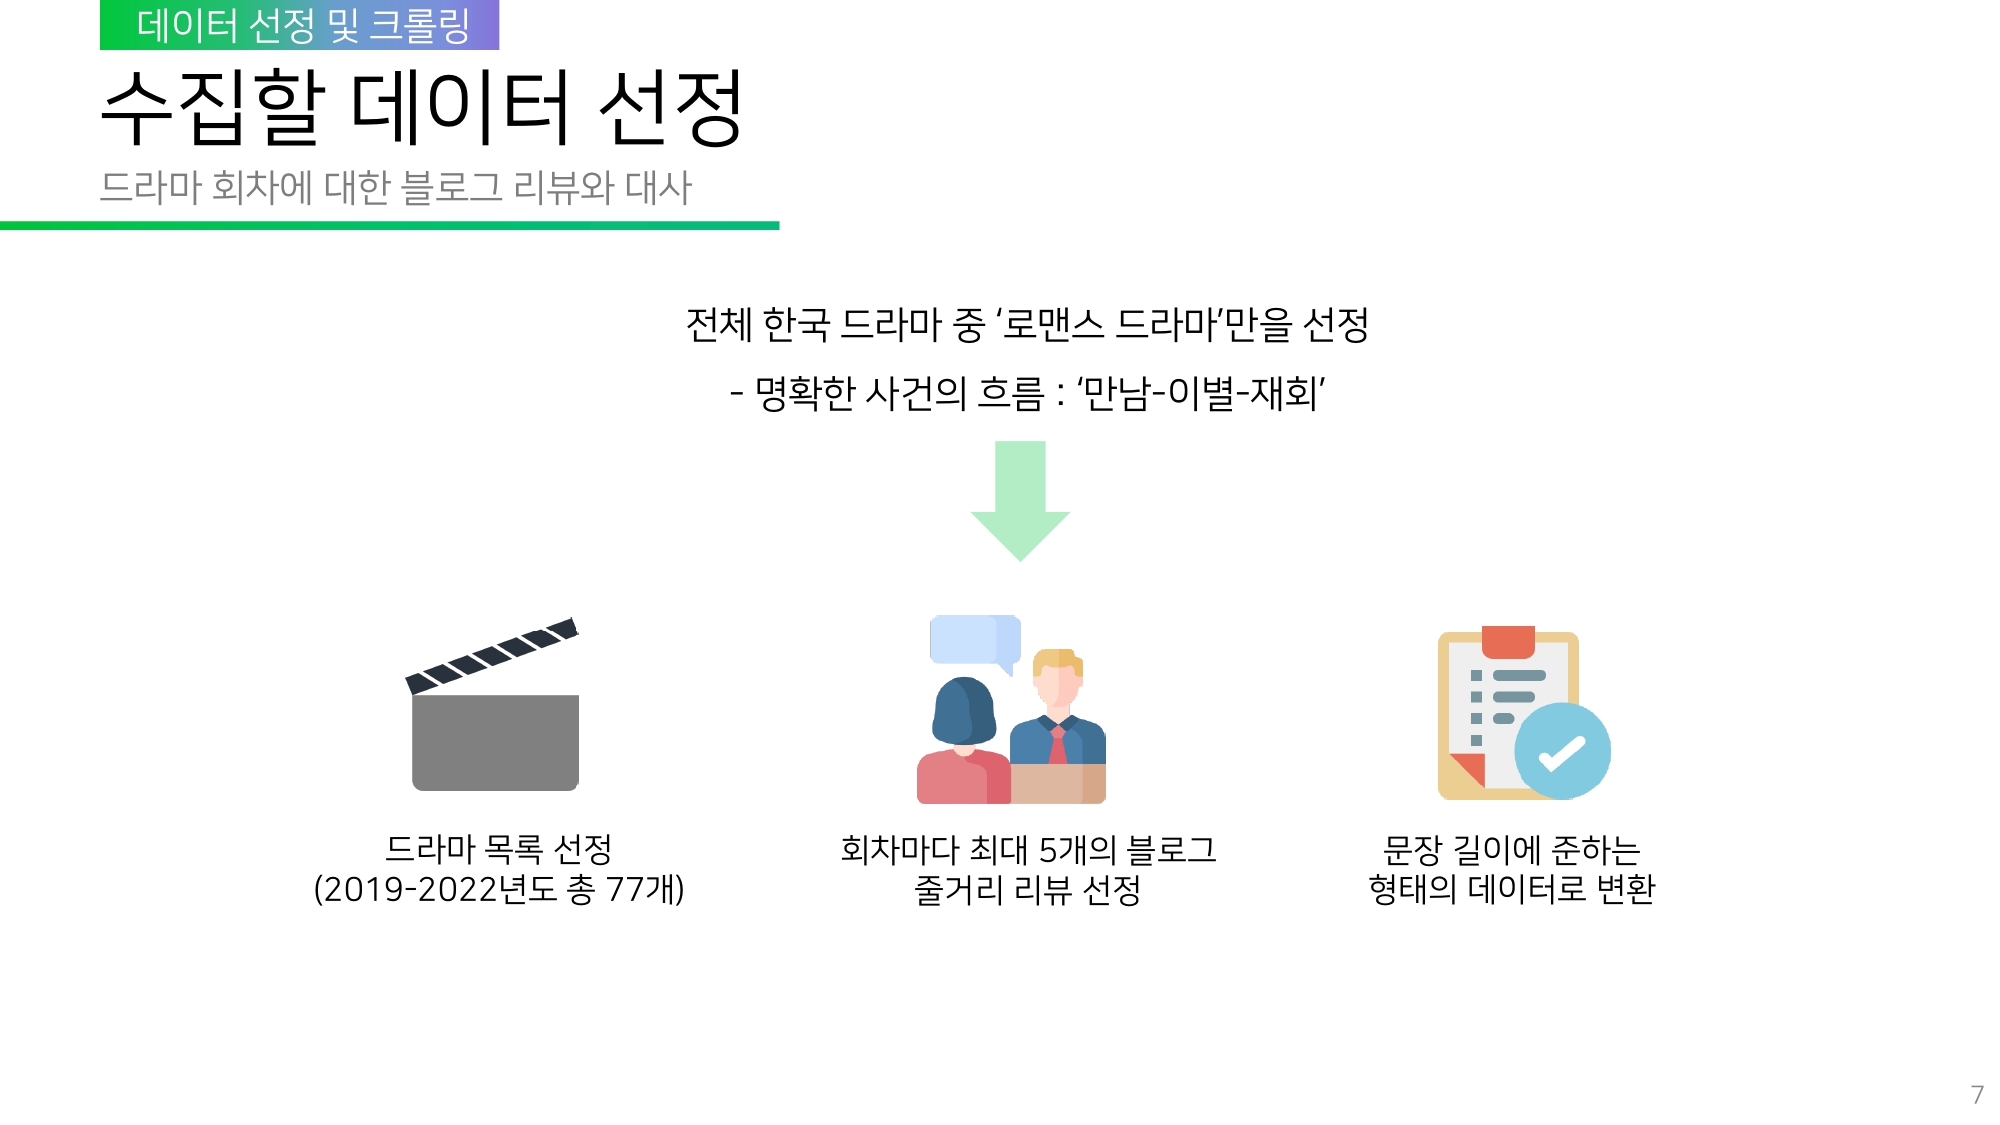 데이터 선정 및 크롤링
수집할 데이터 선정
드라마 회차에 대한 블로그 리뷰와 대사
전체 한국 드라마 중 ‘로맨스 드라마’만을 선정
- 명확한 사건의 흐름 : ‘만남-이별-재회’
드라마 목록 선정
(2019-2022년도 총 77개)
회차마다 최대 5개의 블로그
줄거리 리뷰 선정
문장 길이에 준하는
형태의 데이터로 변환
7